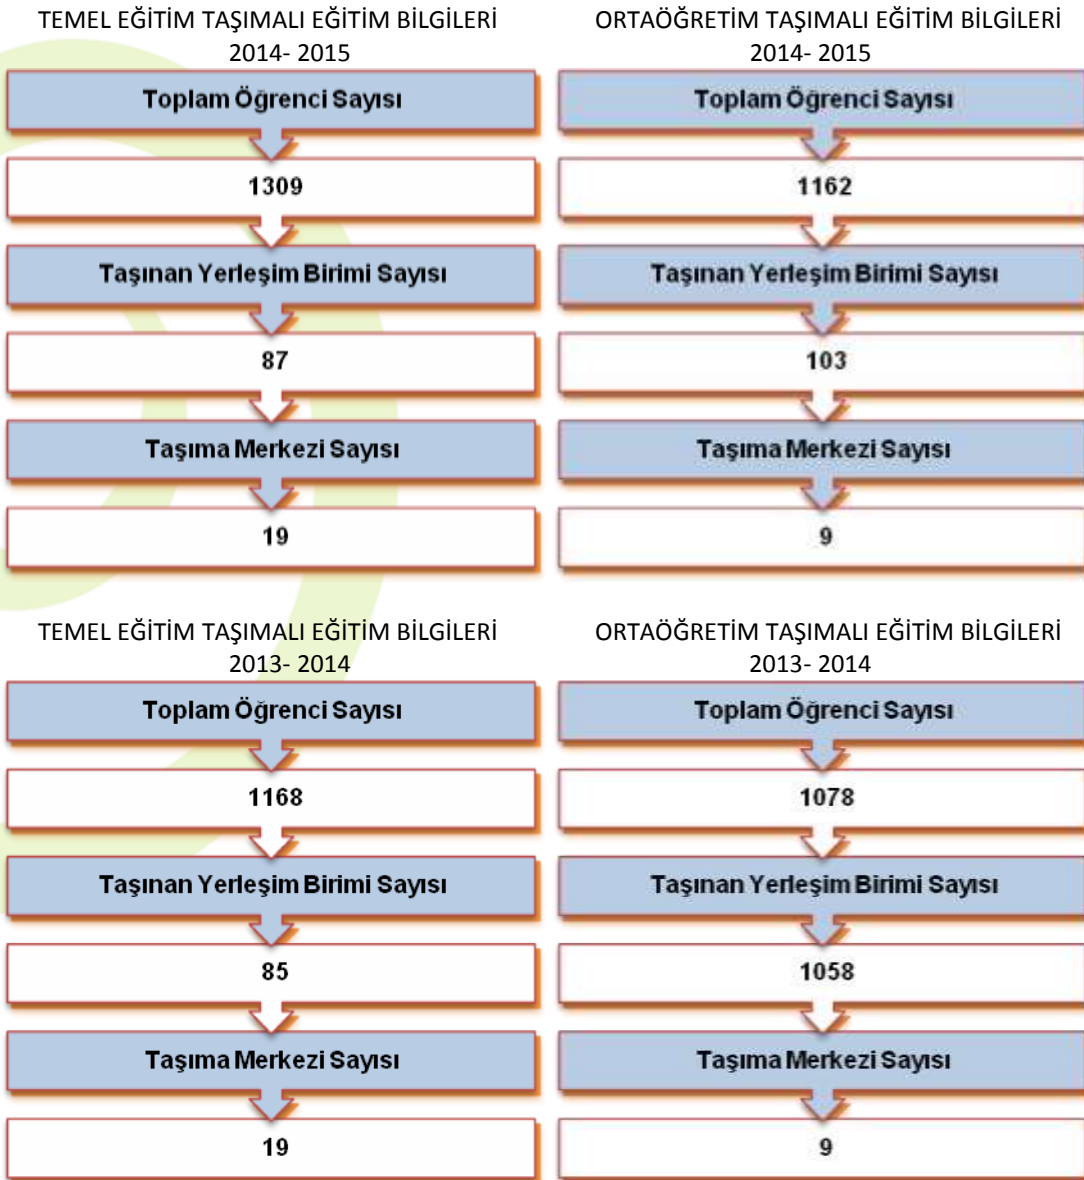 TEMEL EĞİTİM TAŞIMALI EĞİTİM BİLGİLERİ
2014- 2015
Toplam Öğrenci Sayısı
1309
Taşınan Yerleşim Birimi Sayısı
87
Taşıma Merkezi Sayısı
19
ORTAÖĞRETİM TAŞIMALI EĞİTİM BİLGİLERİ
2014- 2015
Toplam Öğrenci Sayısı
1162
Taşınan Yerleşim Birimi Sayısı
103
Taşıma Merkezi Sayısı
9
TEMEL EĞİTİM TAŞIMALI EĞİTİM BİLGİLERİ
2013- 2014
Toplam Öğrenci Sayısı
1168
Taşınan Yerleşim Birimi Sayısı
85
Taşıma Merkezi Sayısı
19
ORTAÖĞRETİM TAŞIMALI EĞİTİM BİLGİLERİ
2013- 2014
Toplam Öğrenci Sayısı
1078
Taşınan Yerleşim Birimi Sayısı
1058
Taşıma Merkezi Sayısı
9